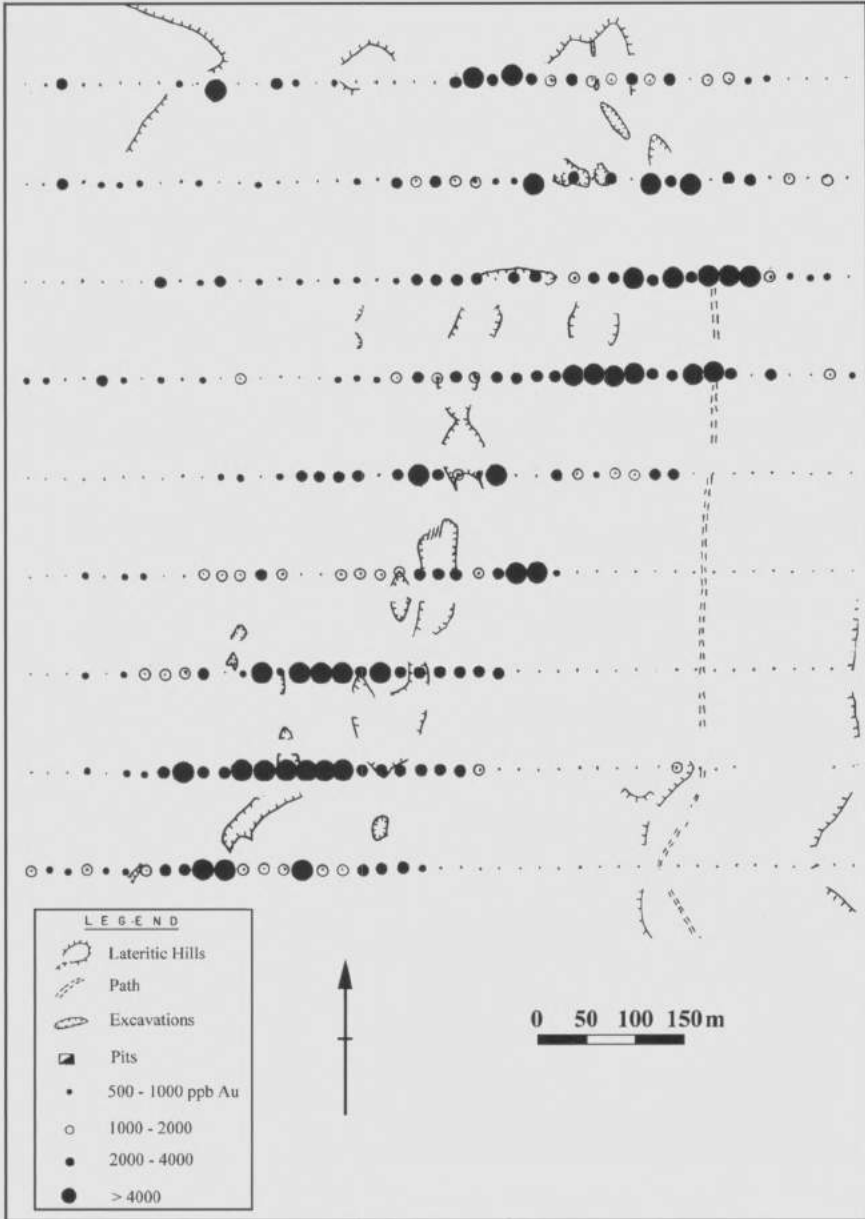 LEGEND
Lateritic Hills
Path
Excavations
Pits
500 - 1000 ppb Au
1000 - 2000
2000 - 4000
> 4000
0 50 100 150 m